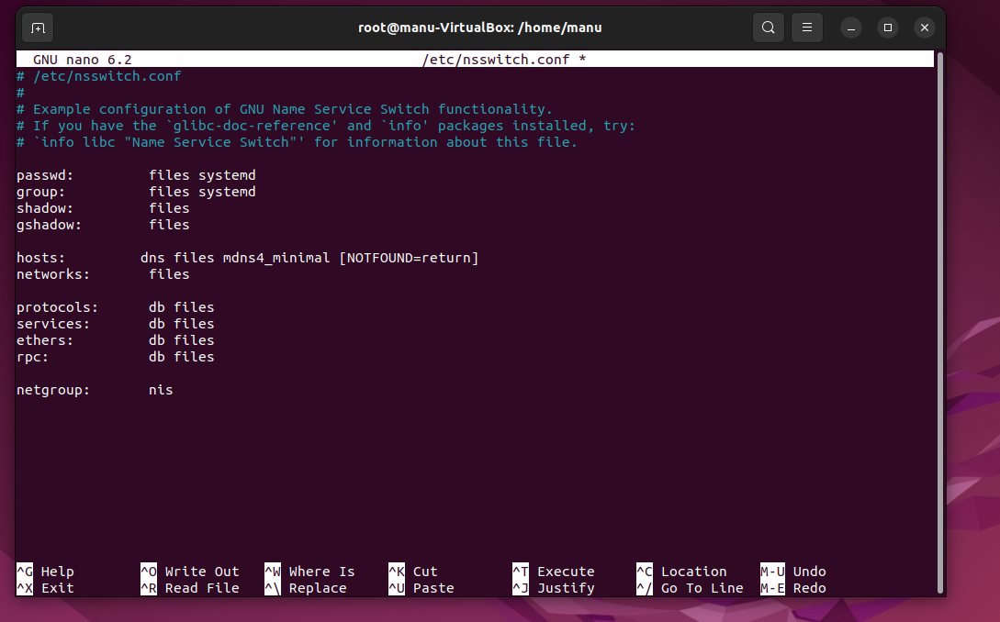 root@manu-VirtualBox: /home/manu
GNU nano 6.2 /etc/nsswitch.conf *
# /etc/nsswitch.conf
#
# Example configuration of GNU Name Service Switch functionality.
# If you have the `glibc-doc-reference' and `info' packages installed, try:
# `info libc "Name Service Switch"' for information about this file.
passwd:         files systemd
group:          files systemd
shadow:         files
gshadow:        files
hosts:         dns files mdns4_minimal [NOTFOUND=return]
networks:       files
protocols:      db files
services:       db files
ethers:         db files
rpc:            db files
netgroup:       nis
^G Help ^O Write Out ^W Where Is ^K Cut ^T Execute ^C Location M-U Undo
^X Exit ^R Read File ^\ Replace ^U Paste ^J Justify ^/ Go To Line M-E Redo